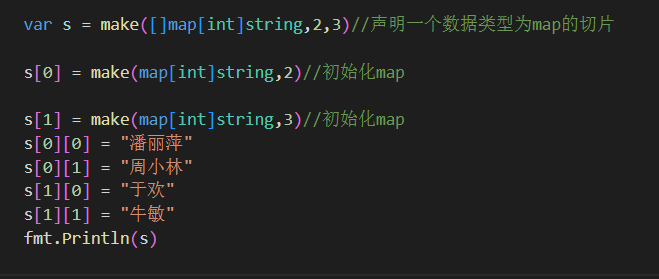 var s = make([]map[int]string,2,3)//声明一个数据类型为map的切片
s[0] = make(map[int]string,2)//初始化map
s[1] = make(map[int]string,3)//初始化map
s[0][0] = "潘丽萍"
s[0][1] = "周小林"
s[1][0] = "于欢"
s[1][1] = "牛敏"
fmt.Println(s)